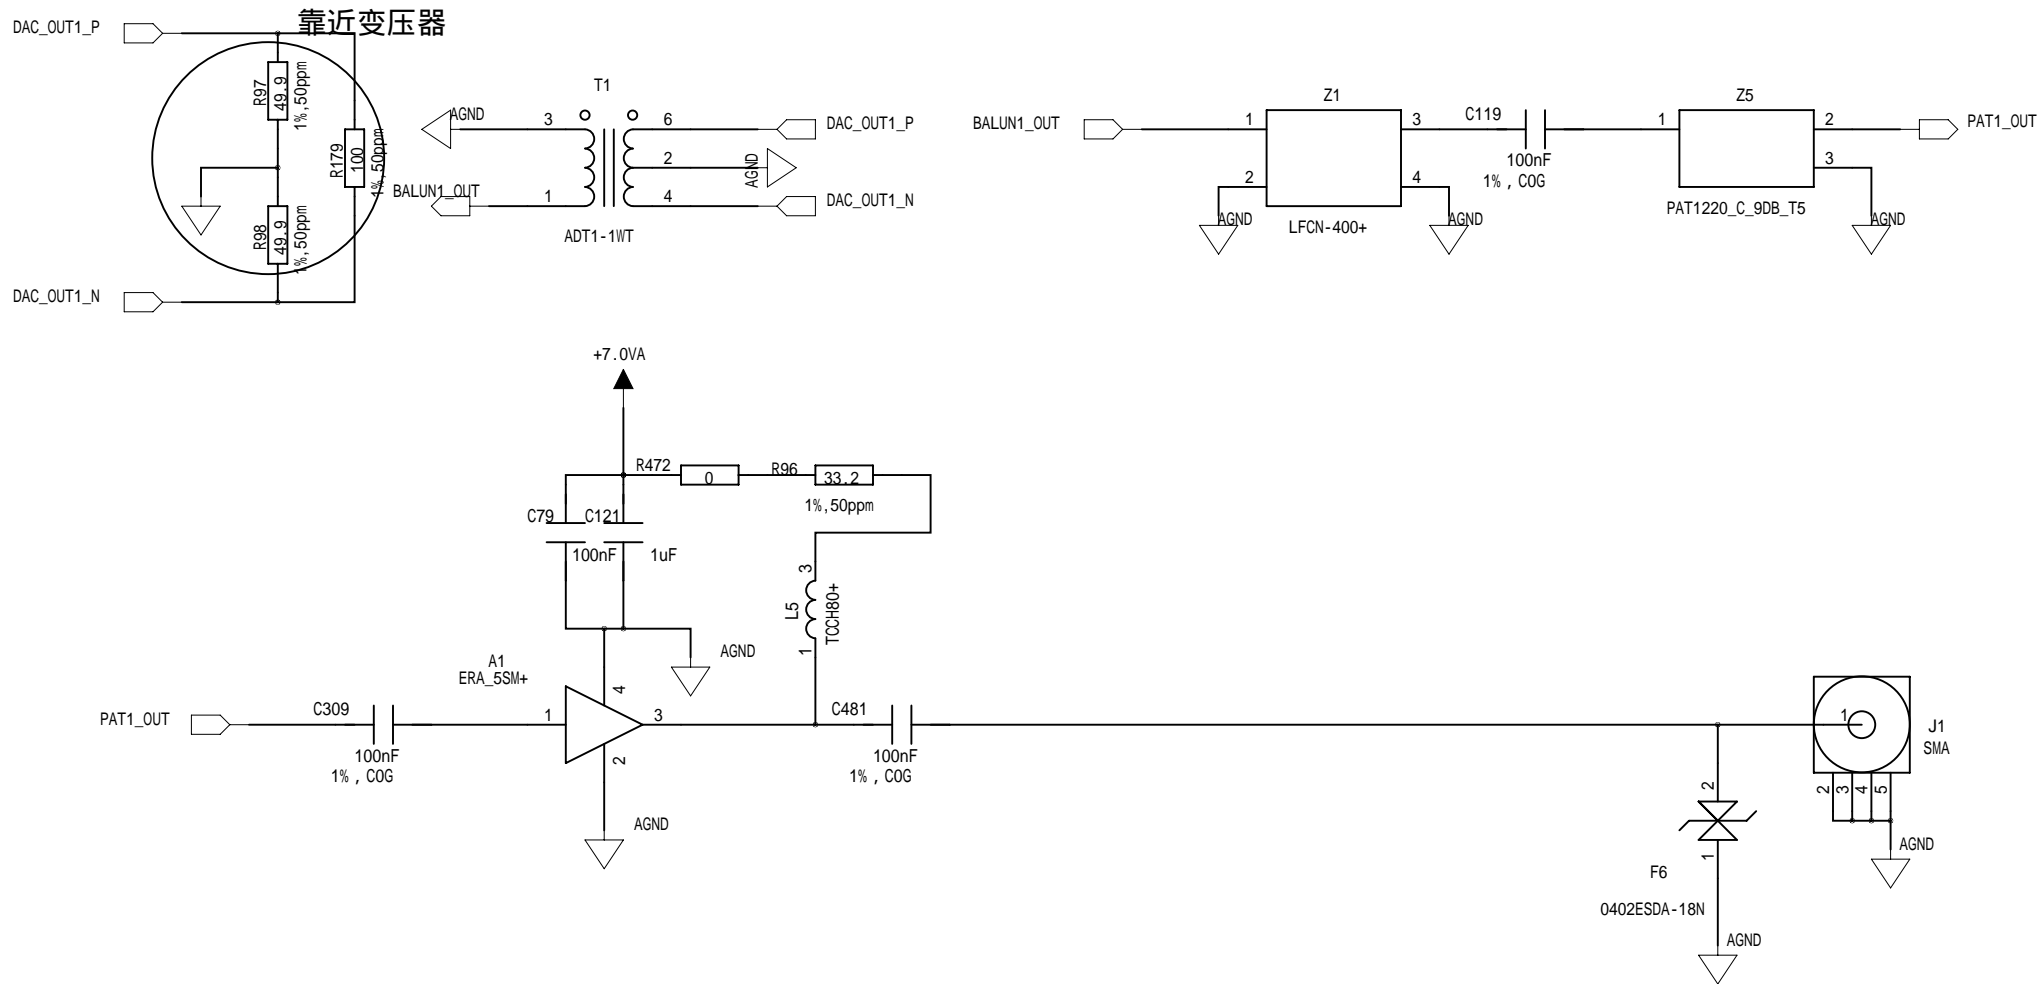 靠近变压器
DAC_OUT1_P
R97
49.9
1%,50ppm
R179
100
1%,50ppm
R98
49.9
1%,50ppm
DAC_OUT1_N
T1
AGND
3
6
DAC_OUT1_P
2
AGND
BALUN1_OUT
1
4
DAC_OUT1_N
ADT1-1WT
BALUN1_OUT
Z1
1
3
2
4
AGND
LFCN-400+
AGND
C119
100nF
1% , COG
Z5
1
2
3
PAT1_OUT
PAT1220_C_9DB_T5
AGND
+7.0VA
R472
0
R96
33.2
1%,50ppm
C79
100nF
C121
1uF
3
L5
TCCH80+
1
AGND
A1
ERA_5SM+
4
PAT1_OUT
C309
100nF
1% , COG
1
3
2
AGND
C481
100nF
1% , COG
1
J1
SMA
2
3
4
5
AGND
2
1
F6
0402ESDA-18N
AGND